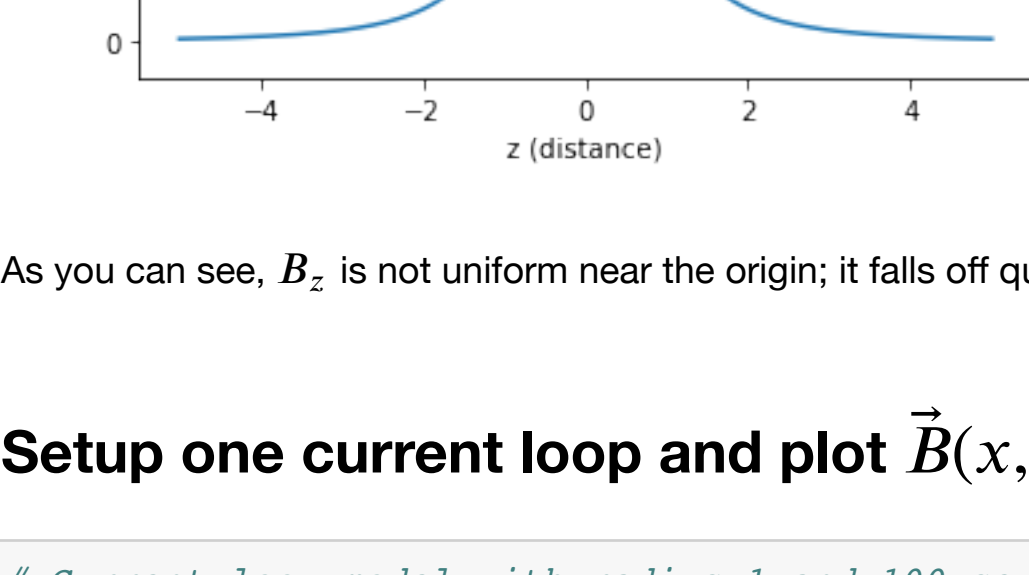 0
−4 −2 0 2 4
z (distance)
As you can see, B_z is not uniform near the origin; it falls off
Setup one current loop and plot B⃗(x,